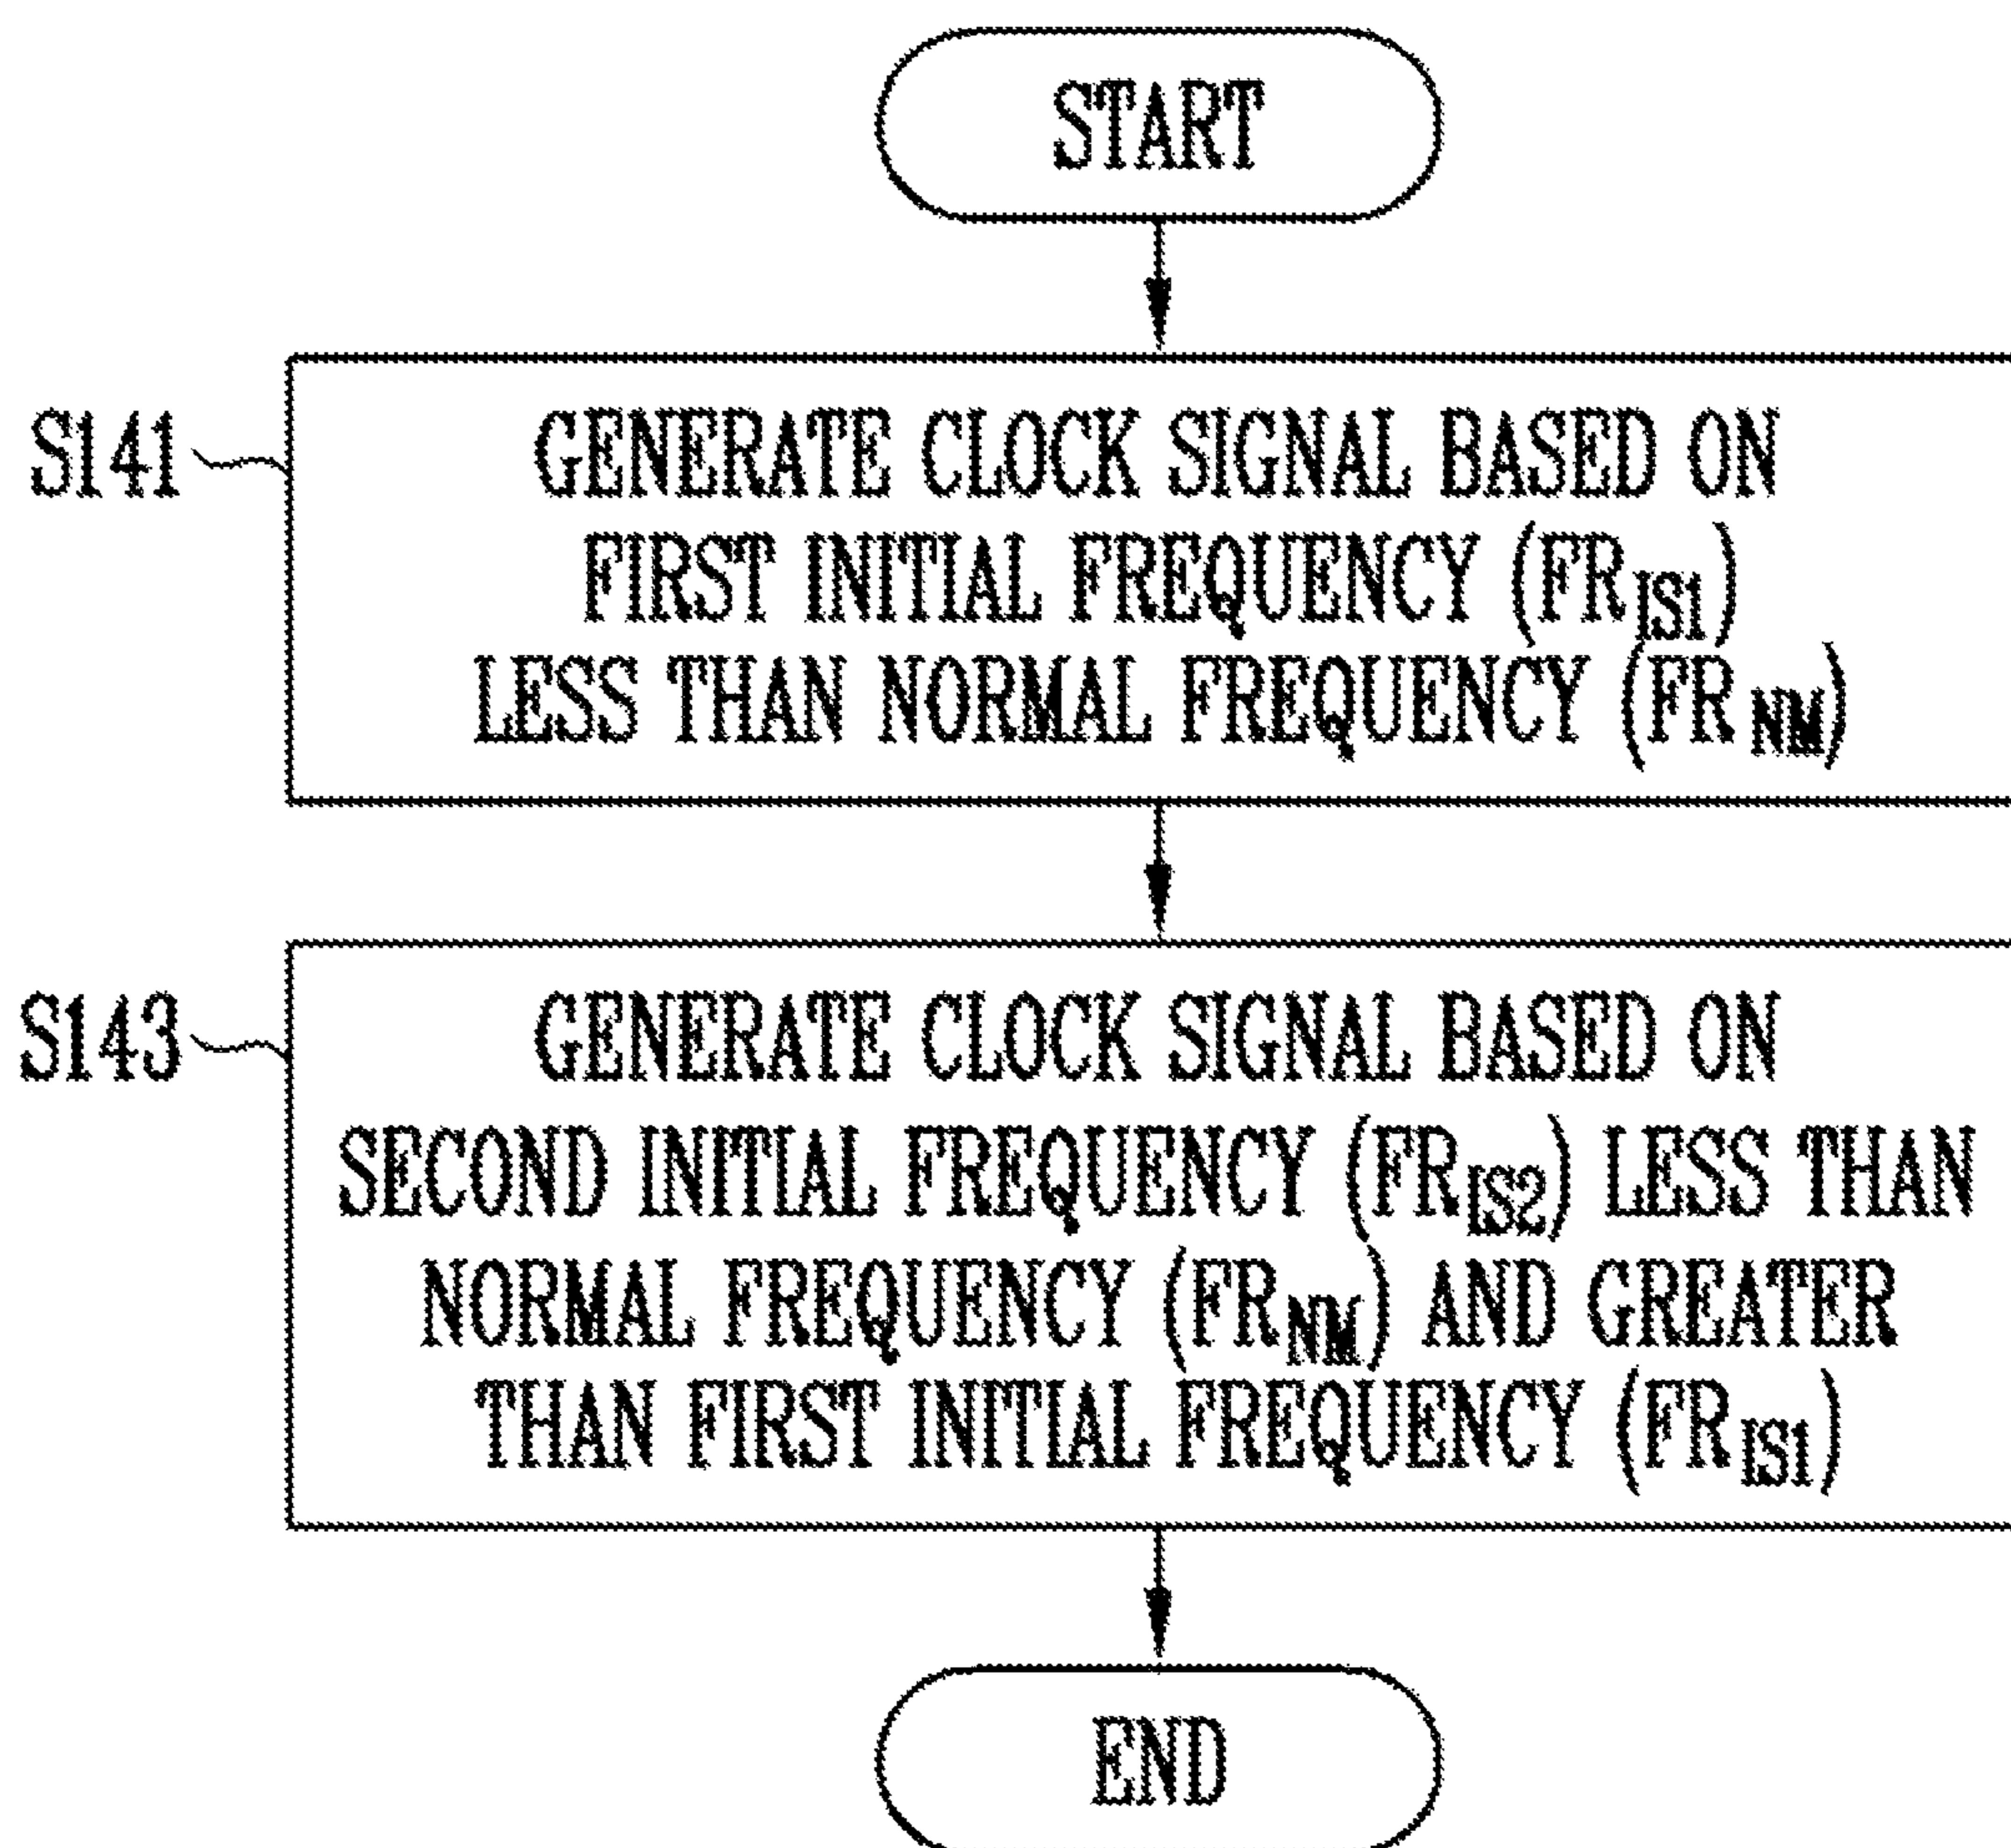 START
S141
GENERATE CLOCK SIGNAL BASED ON
FIRST INITIAL FREQUENCY (FRIS1)
LESS THAN NORMAL FREQUENCY (FR NM)
S143
GENERATE CLOCK SIGNAL BASED ON
SECOND INITIAL FREQUENCY (FRIS2) LESS THAN
NORMAL FREQUENCY (FRNM) AND GREATER
THAN FIRST INITIAL FREQUENCY (FRIS1)
END